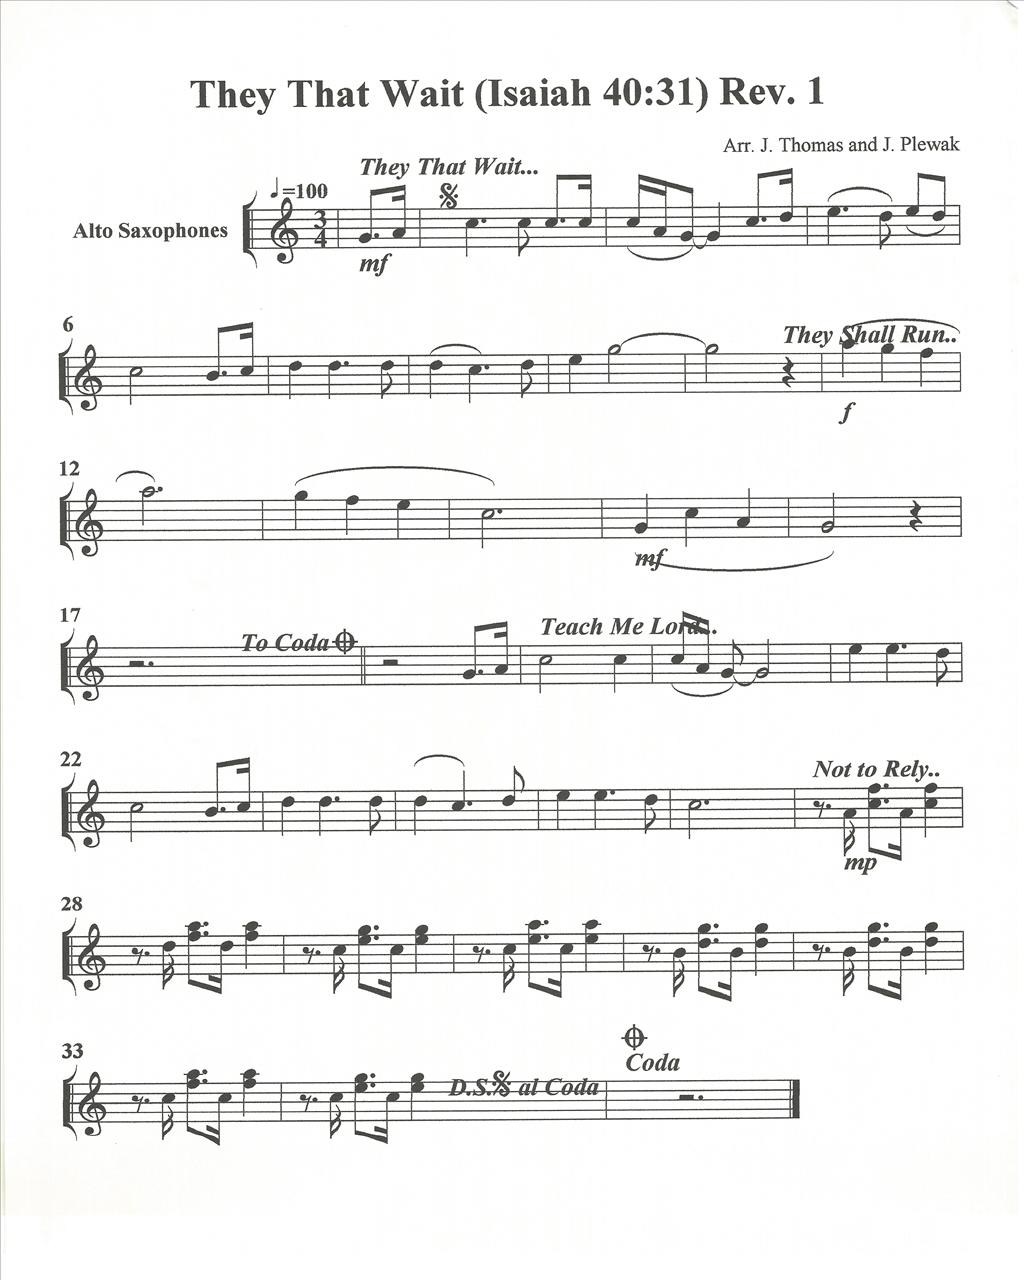 They That Wait (Isaiah 40:31) Rev. 1
Arr. J. Thomas and J. Plewak
They That Wait...
♩=100
Alto Saxophones
3
4
mf
6
They Shall Run..
f
12
mf
17
To Coda
Teach Me Lord...
22
Not to Rely..
mp
28
33
Coda
D.S. al Coda